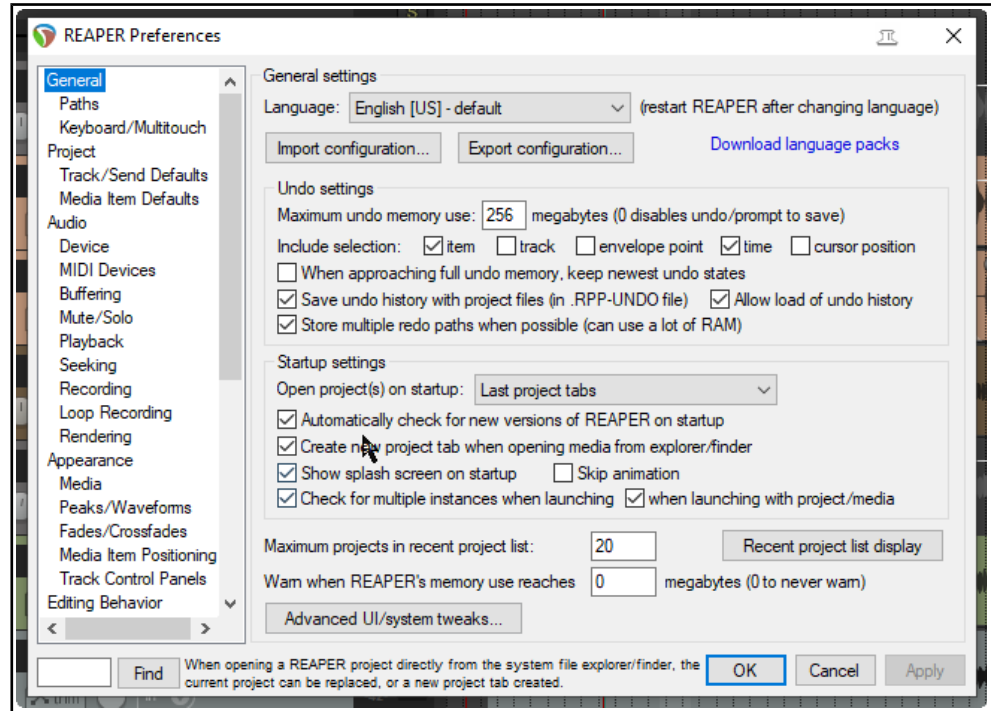 REAPER Preferences
General
Paths
Keyboard/Multitouch
Project
Track/Send Defaults
Media Item Defaults
Audio
Device
MIDI Devices
Buffering
Mute/Solo
Playback
Seeking
Recording
Loop Recording
Rendering
Appearance
Media
Peaks/Waveforms
Fades/Crossfades
Media Item Positioning
Track Control Panels
Editing Behavior
Find
General settings
Language: English [US] - default (restart REAPER after changing language)
Import configuration... Export configuration... Download language packs
Undo settings
Maximum undo memory use: 256 megabytes (0 disables undo/prompt to save)
Include selection: item track envelope point time cursor position
When approaching full undo memory, keep newest undo states
Save undo history with project files (in .RPP-UNDO file) Allow load of undo history
Store multiple redo paths when possible (can use a lot of RAM)
Startup settings
Open project(s) on startup: Last project tabs
Automatically check for new versions of REAPER on startup
Create new project tab when opening media from explorer/finder
Show splash screen on startup Skip animation
Check for multiple instances when launching when launching with project/media
Maximum projects in recent project list: 20 Recent project list display
Warn when REAPER's memory use reaches 0 megabytes (0 to never warn)
Advanced UI/system tweaks...
When opening a REAPER project directly from the system file explorer/finder, the
current project can be replaced, or a new project tab created.
OK Cancel Apply
trim